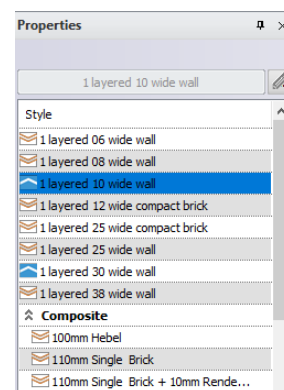 Properties
1 layered 10 wide wall
Style
1 layered 06 wide wall
1 layered 08 wide wall
1 layered 10 wide wall
1 layered 12 wide compact brick
1 layered 25 wide compact brick
1 layered 25 wide wall
1 layered 30 wide wall
1 layered 38 wide wall
Composite
100mm Hebel
110mm Single Brick
110mm Single Brick + 10mm Rende...